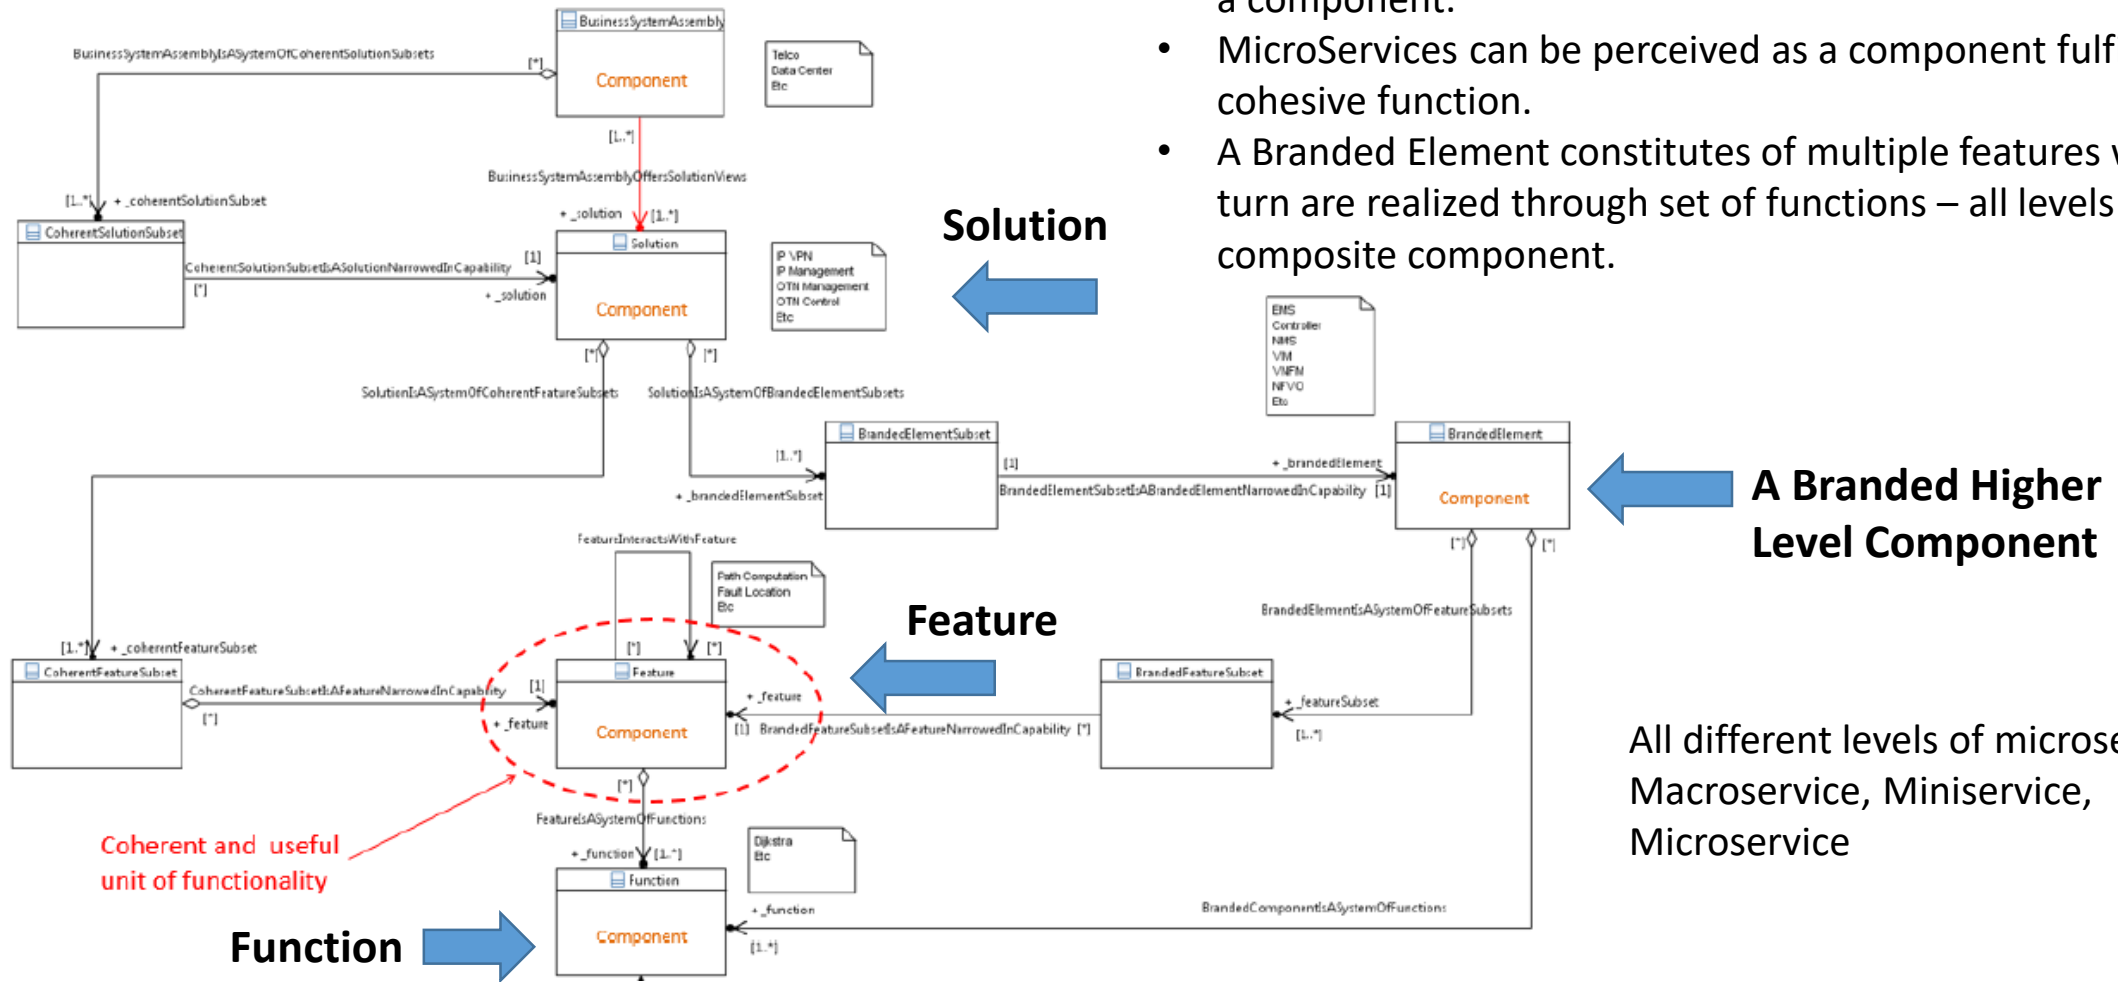 a component.
• MicroServices can be perceived as a component fulf
cohesive function.
• A Branded Element constitutes of multiple features
turn are realized through set of functions – all levels
composite component.
BusinessSystemAssembly
Component
Telco
Data Center
Etc
BusinessSystemAssemblyIsASystemOfCoherentSolutionSubsets
[*]
[1..*]
BusinessSystemAssemblyOffersSolutionViews
[1..*] + _coherentSolutionSubset
+ _solution [1..*]
CoherentSolutionSubset
CoherentSolutionSubsetIsASolutionNarrowedInCapability
[*]
[1]
+ _solution
Solution
Component
IP VPN
IP Management
OTN Management
OTN Control
Etc
Solution
[*]
[*]
SolutionIsASystemOfCoherentFeatureSubsets
SolutionIsASystemOfBrandedElementSubsets
EMS
Controller
NMS
VIM
VNFM
NFVO
Etc
[1..*]
+ _brandedElementSubset
BrandedElementSubset
[1]
+ _brandedElement
BrandedElementSubsetIsABrandedElementNarrowedInCapability [1]
BrandedElement
Component
A Branded Higher
Level Component
[*]
[*]
FeatureInteractsWithFeature
Path Computation
Fault Location
Etc
Feature
BrandedElementIsASystemOfFeatureSubsets
[1..*] + _coherentFeatureSubset
[*]
[*]
CoherentFeatureSubset
CoherentFeatureSubsetIsAFeatureNarrowedInCapability
[*]
[1]
+ _feature
Feature
Component
+ _feature
[1] BrandedFeatureSubsetIsAFeatureNarrowedInCapability [*]
BrandedFeatureSubset
+ _featureSubset
[1..*]
All different levels of
Macroservice, Miniservice,
Microservice
[*]
FeatureIsASystemOfFunctions
Coherent and useful
unit of functionality
+ _function [1..*]
Dijkstra
Etc
Function
Component
+ _function
[1..*]
BrandedComponentIsASystemOfFunctions
Function